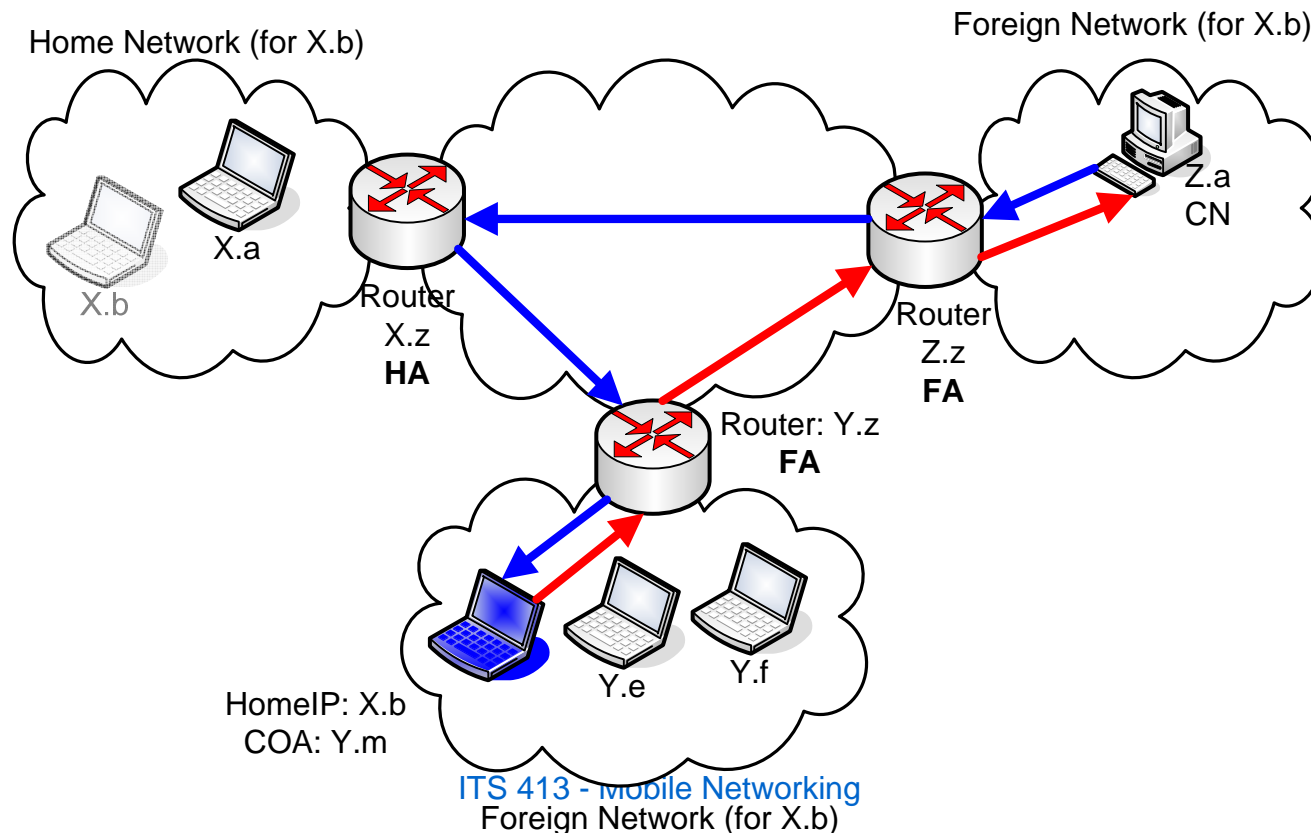 Home Network (for X.b)
Foreign Network (for X.b)
X.a
X.b
Router
X.z
HA
Z.a
CN
Router
Z.z
FA
Router: Y.z
FA
Y.e
Y.f
HomeIP: X.b
COA: Y.m
ITS 413 - Mobile Networking
Foreign Network (for X.b)